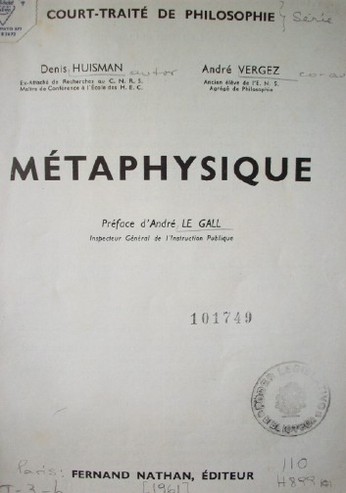 COURT-TRAITÉ DE PHILOSOPHIE } Série
Denis HUISMAN autor
Ex-Attaché de Recherches au C. N. R. S.
Maître de Conférence à l'École des H. E. C.
André VERGEZ
Ancien élève de l'E. N. S.
Agrégé de Philosophie
MÉTAPHYSIQUE
Préface d'André LE GALL
Inspecteur Général de l'Instruction Publique
101749
Paris: FERNAND NATHAN, ÉDITEUR
[1961]
110